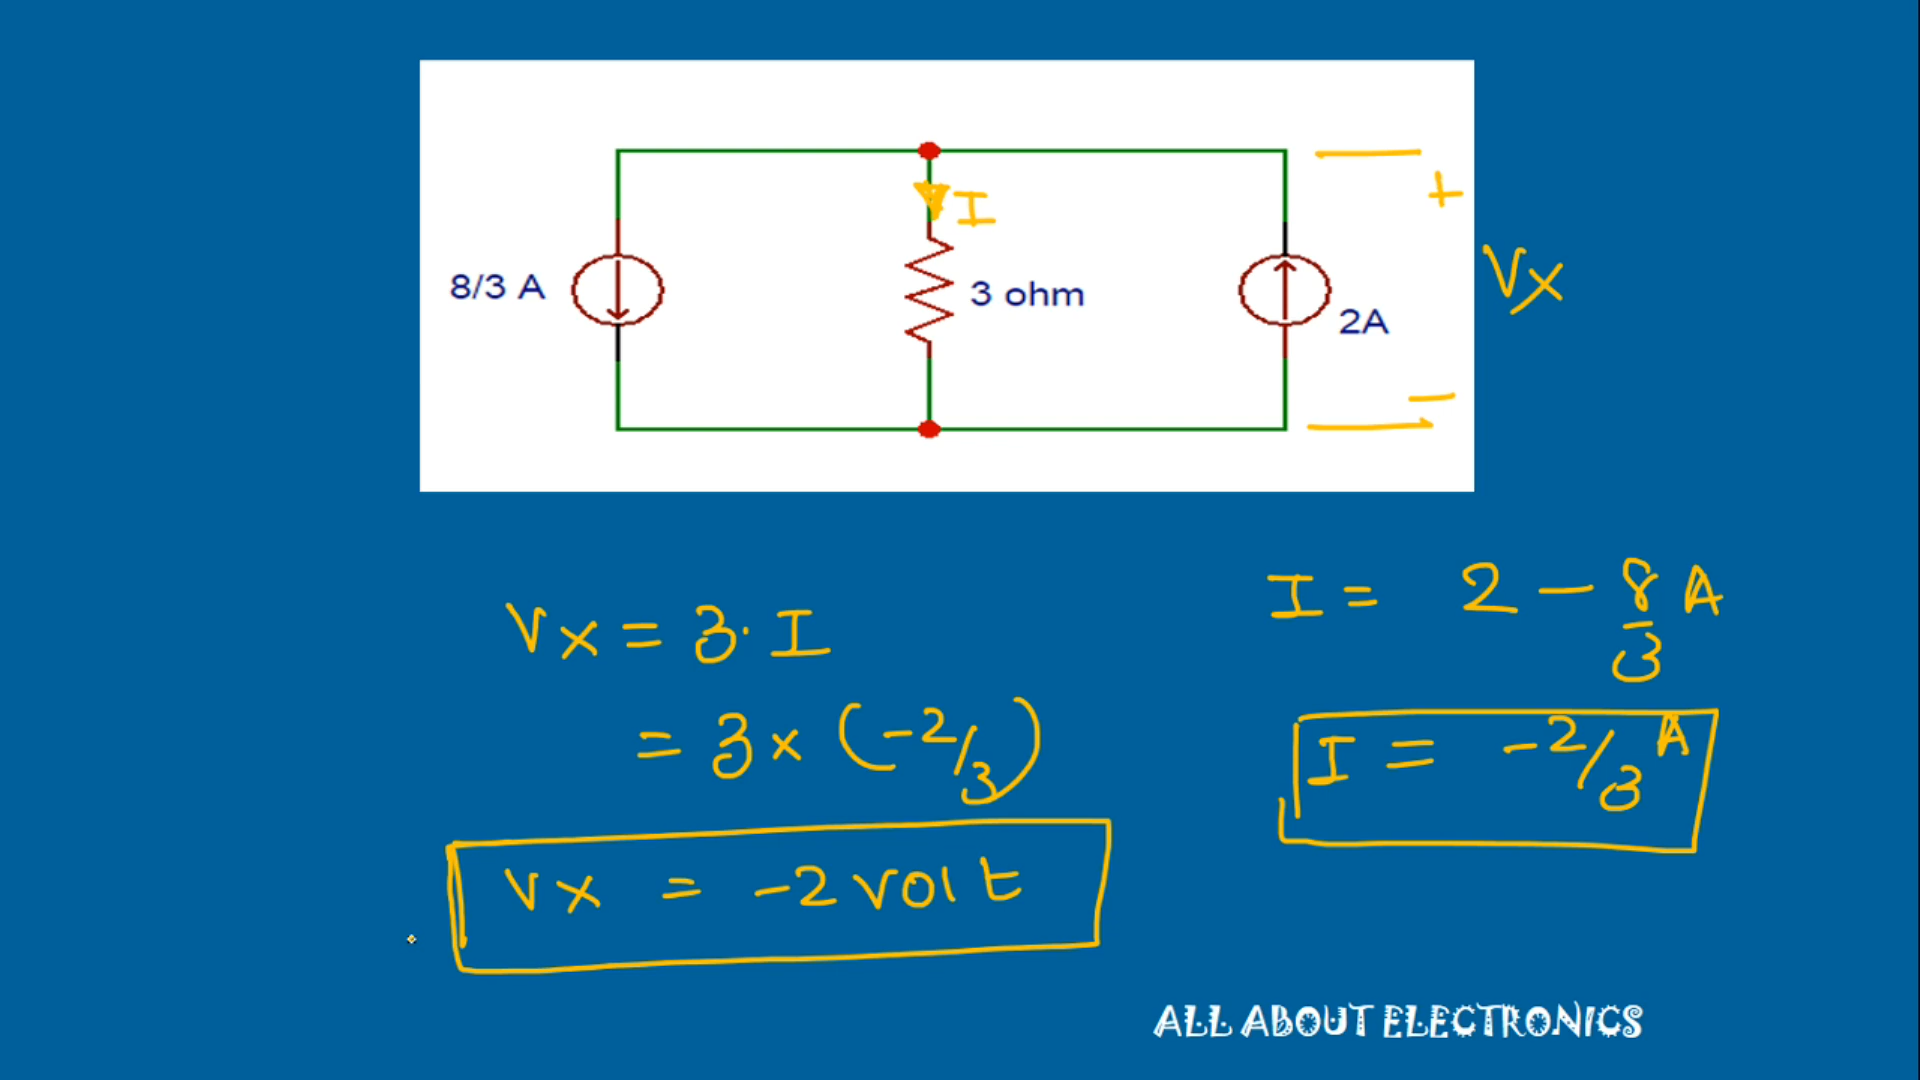 +
I
8/3 A
3 ohm
2A
Vx
−
Vx = 3·I
= 3 x (-2/3)
Vx = -2 volt
I = 2 - 8/3 A
I = -2/3 A
ALL ABOUT ELECTRONICS